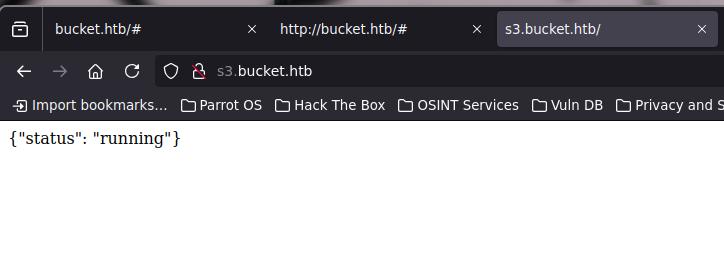 bucket.htb/# http://bucket.htb/# s3.bucket.htb/
s3.bucket.htb
Import bookmarks... Parrot OS Hack The Box OSINT Services Vuln DB Privacy and S
{"status": "running"}